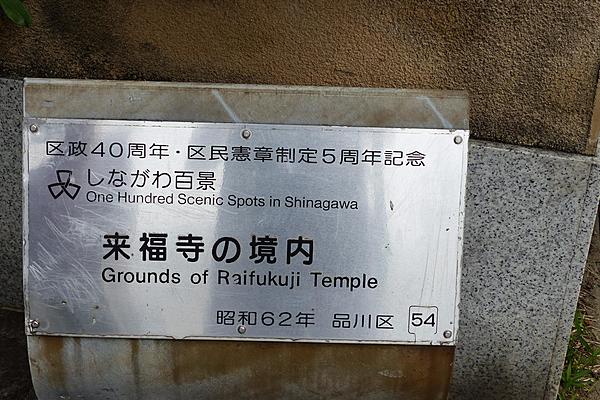 区政40周年・区民憲章制定5周年記念
しながわ百景
One Hundred Scenic Spots in Shinagawa
来福寺の境内
Grounds of Raifukuji Temple
昭和62年 品川区 54